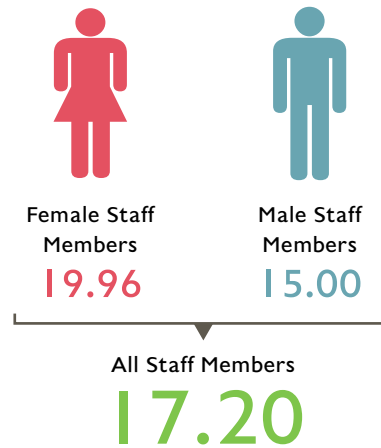 Female Staff
Members
19.96
Male Staff
Members
15.00
All Staff Members
17.20